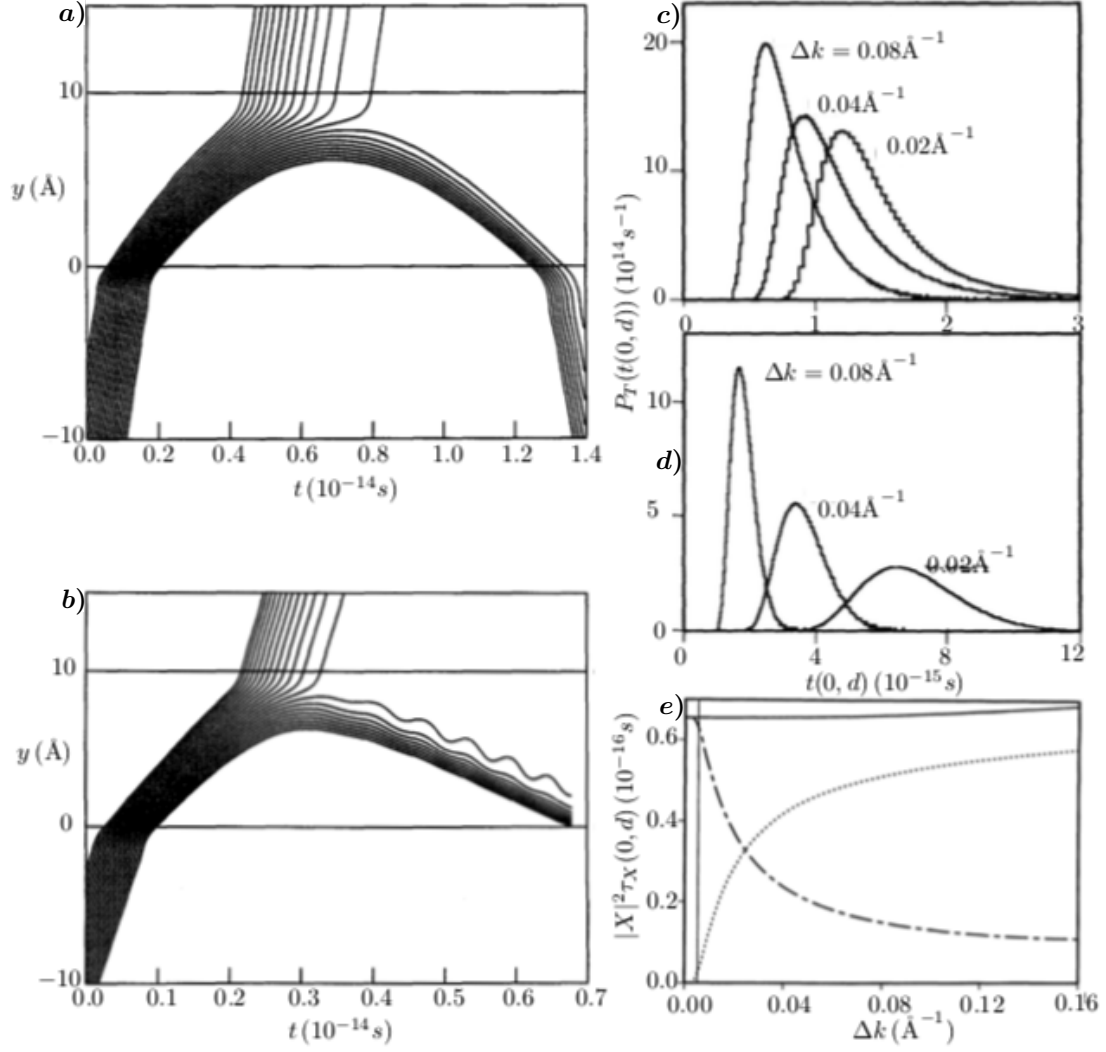 a)
10
y (Å)
0
−10
0.0 0.2 0.4 0.6 0.8 1.0 1.2 1.4
t (10⁻¹⁴s)
b)
10
y (Å)
0
−10
0.0 0.1 0.2 0.3 0.4 0.5 0.6 0.7
t (10⁻¹⁴s)
c)
20
Δk = 0.08Å⁻¹
0.04Å⁻¹
0.02Å⁻¹
10
0
0 1 2 3
P_T(t(0, d)) (10¹⁴s⁻¹)
d)
Δk = 0.08Å⁻¹
10
0.04Å⁻¹
5
0.02Å⁻¹
0
0 4 8 12
t(0, d) (10⁻¹⁵s)
e)
0.6
0.4
0.2
0.0
|X|²τ_X(0, d) (10⁻¹⁶s)
0.00 0.04 0.08 0.12 0.16
Δk (Å⁻¹)